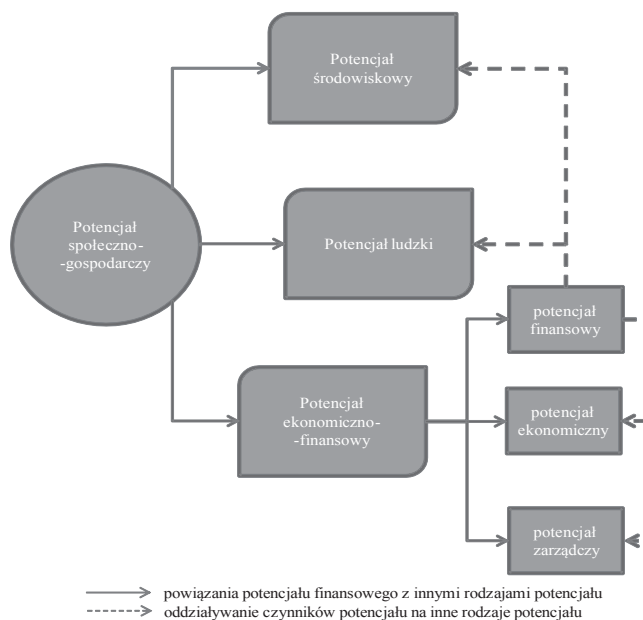 Potencjał
środowiskowy
Potencjał
społeczno-
-gospodarczy
Potencjał ludzki
potencjał
finansowy
Potencjał
ekonomiczno-
-finansowy
potencjał
ekonomiczny
potencjał
zarządczy
powiązania potencjału finansowego z innymi rodzajami potencjału
oddziaływanie czynników potencjału na inne rodzaje potencjału